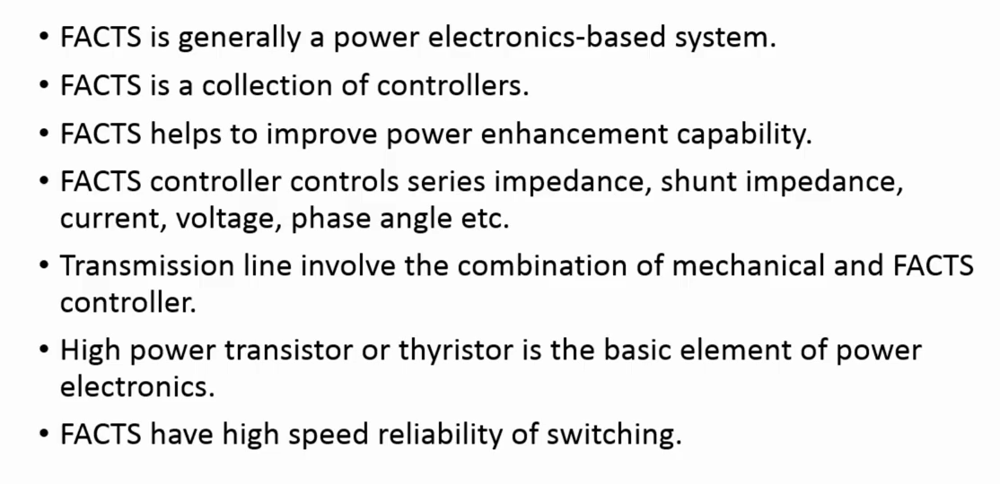 • FACTS is generally a power electronics-based system.
• FACTS is a collection of controllers.
• FACTS helps to improve power enhancement capability.
• FACTS controller controls series impedance, shunt impedance,
current, voltage, phase angle etc.
• Transmission line involve the combination of mechanical and FACTS
controller.
• High power transistor or thyristor is the basic element of power
electronics.
• FACTS have high speed reliability of switching.